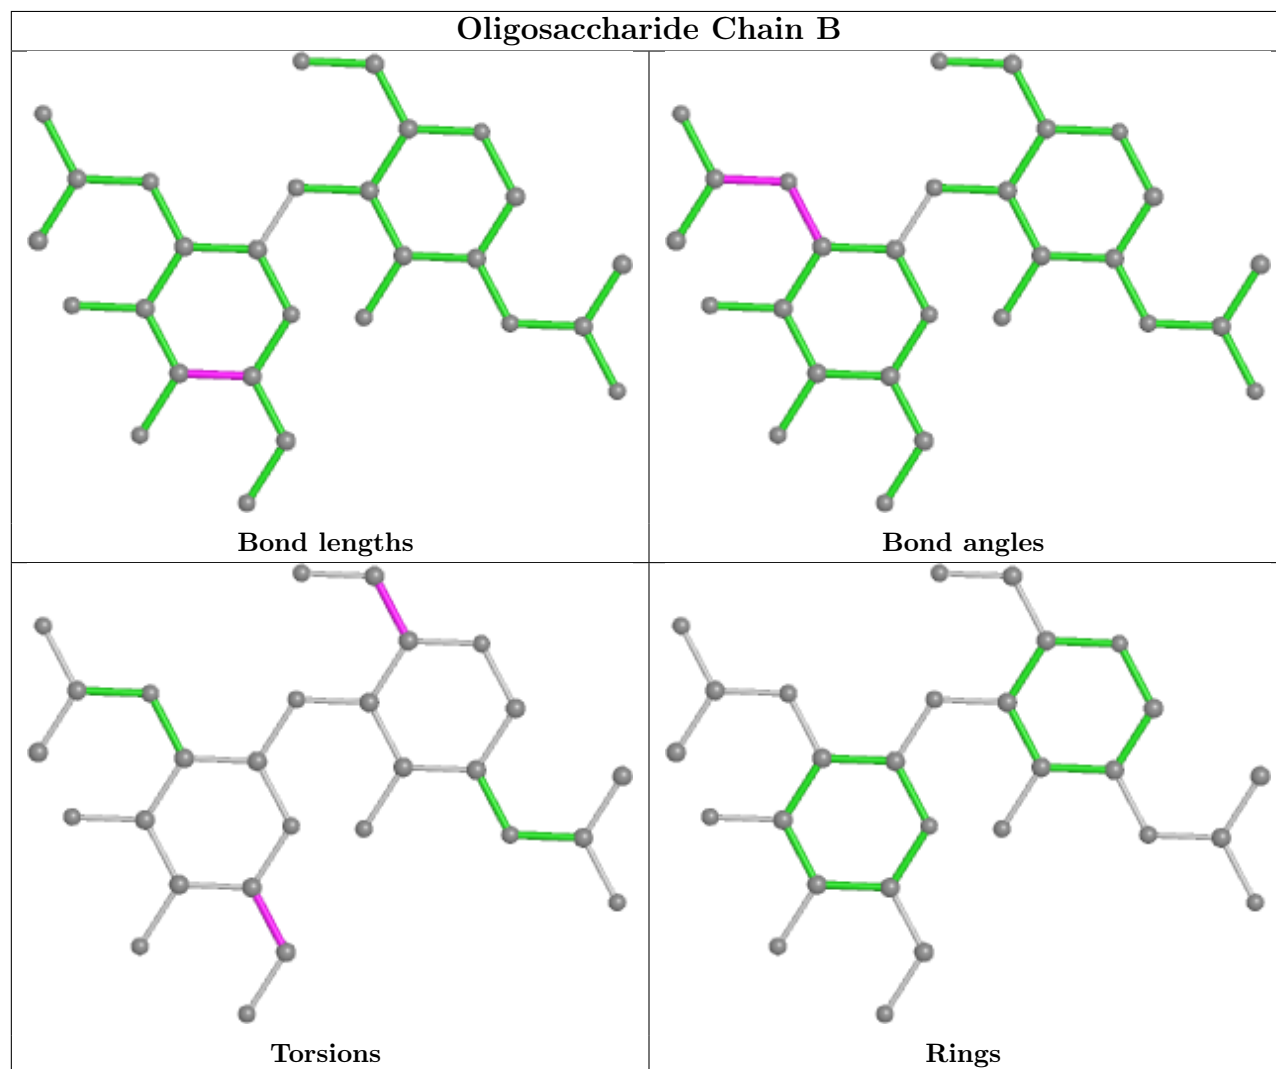 Oligosaccharide Chain B
Bond lengths
Bond angles
Torsions
Rings